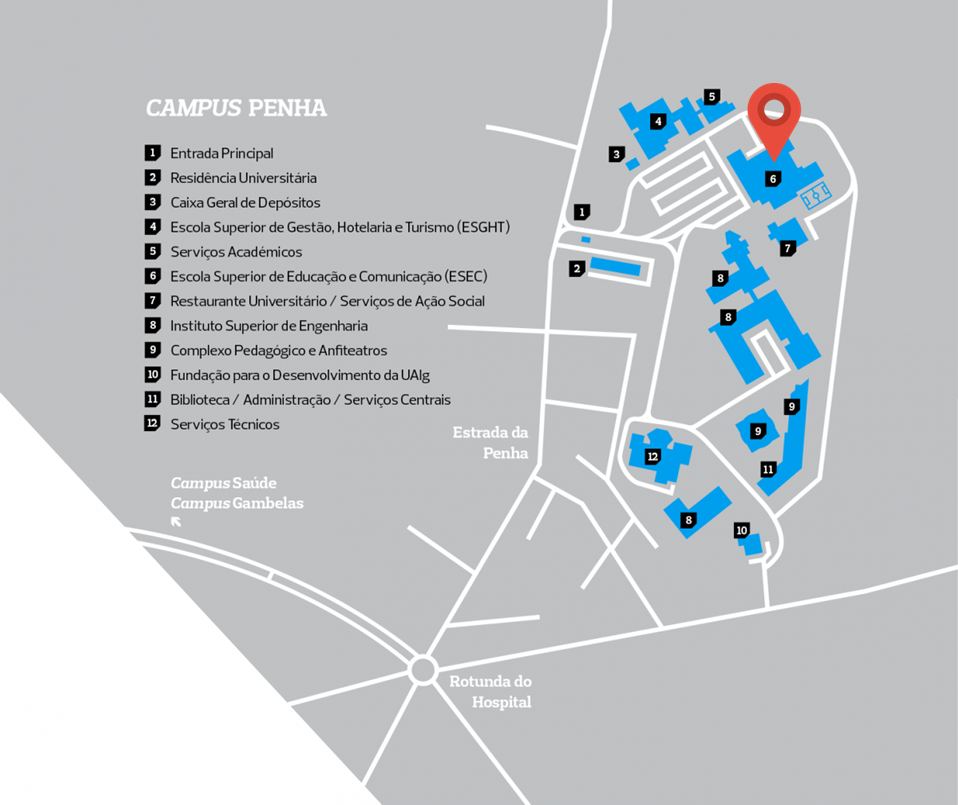 CAMPUS PENHA
1 Entrada Principal
2 Residência Universitária
3 Caixa Geral de Depósitos
4 Escola Superior de Gestão, Hotelaria e Turismo (ESGHT)
5 Serviços Académicos
6 Escola Superior de Educação e Comunicação (ESEC)
7 Restaurante Universitário / Serviços de Ação Social
8 Instituto Superior de Engenharia
9 Complexo Pedagógico e Anfiteatros
10 Fundação para o Desenvolvimento da UAlg
11 Biblioteca / Administração / Serviços Centrais
12 Serviços Técnicos
Campus Saúde
Campus Gambelas
Estrada da
Penha
Rotunda do
Hospital
5
4
3
6
1
7
2
8
8
9
9
12
11
8
10